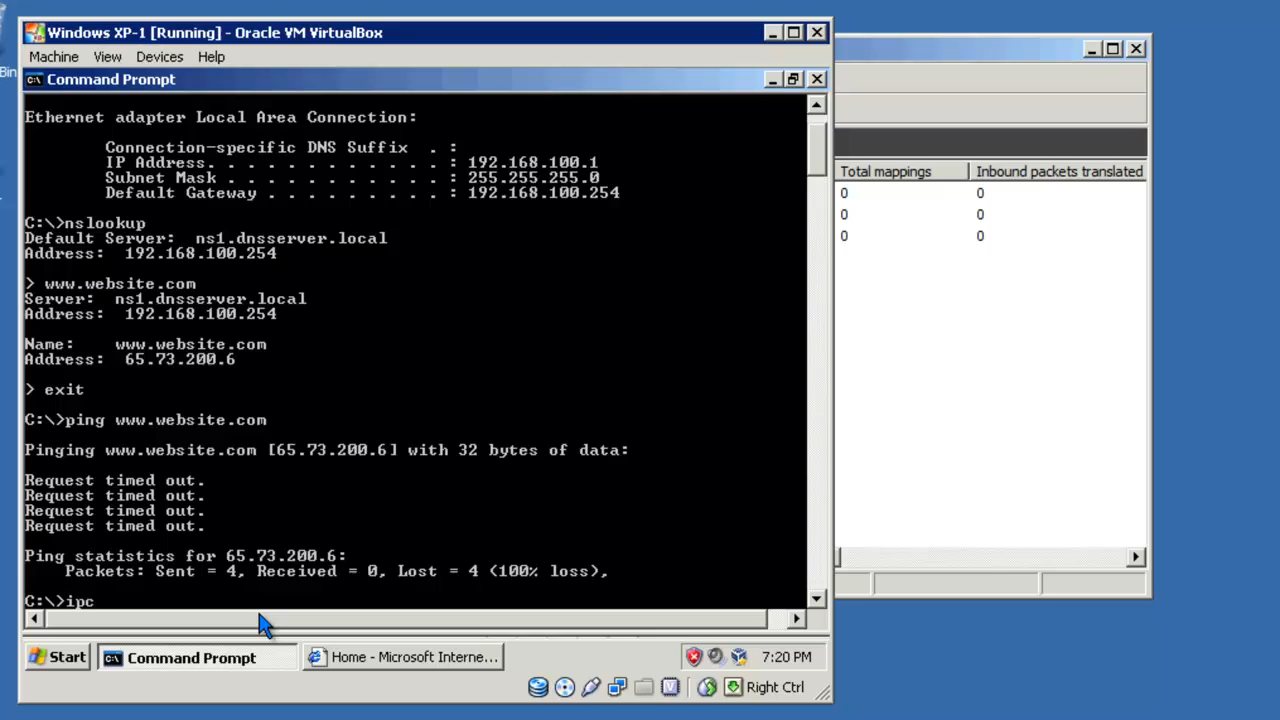 Windows XP-1 [Running] - Oracle VM VirtualBox
Machine View Devices Help
Command Prompt
Ethernet adapter Local Area Connection:
Connection-specific DNS Suffix . :
IP Address. . . . . . . . . . . . : 192.168.100.1
Subnet Mask . . . . . . . . . . . : 255.255.255.0
Default Gateway . . . . . . . . . : 192.168.100.254
C:\>nslookup
Default Server: ns1.dnsserver.local
Address: 192.168.100.254
> www.website.com
Server: ns1.dnsserver.local
Address: 192.168.100.254
Name: www.website.com
Address: 65.73.200.6
> exit
C:\>ping www.website.com
Pinging www.website.com [65.73.200.6] with 32 bytes of data:
Request timed out.
Request timed out.
Request timed out.
Request timed out.
Ping statistics for 65.73.200.6:
Packets: Sent = 4, Received = 0, Lost = 4 (100% loss),
C:\>ipc
Start Command Prompt Home - Microsoft Interne... 7:20 PM
Right Ctrl
Bin
Total mappings Inbound packets translated
0 0
0 0
0 0